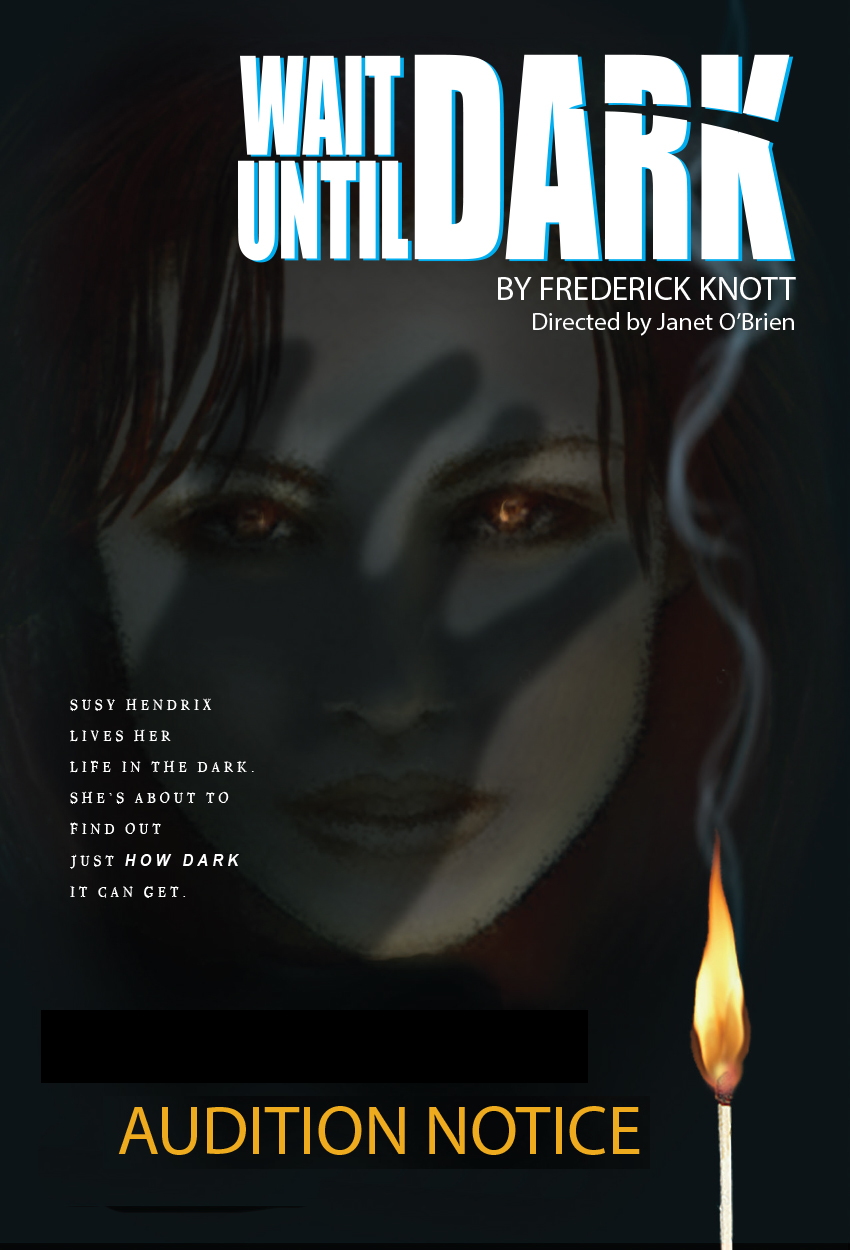 WAIT
UNTIL DARK
BY FREDERICK KNOTT
Directed by Janet O’Brien
SUSY HENDRIX
LIVES HER
LIFE IN THE DARK.
SHE’S ABOUT TO
FIND OUT
JUST HOW DARK
IT CAN GET.
AUDITION NOTICE